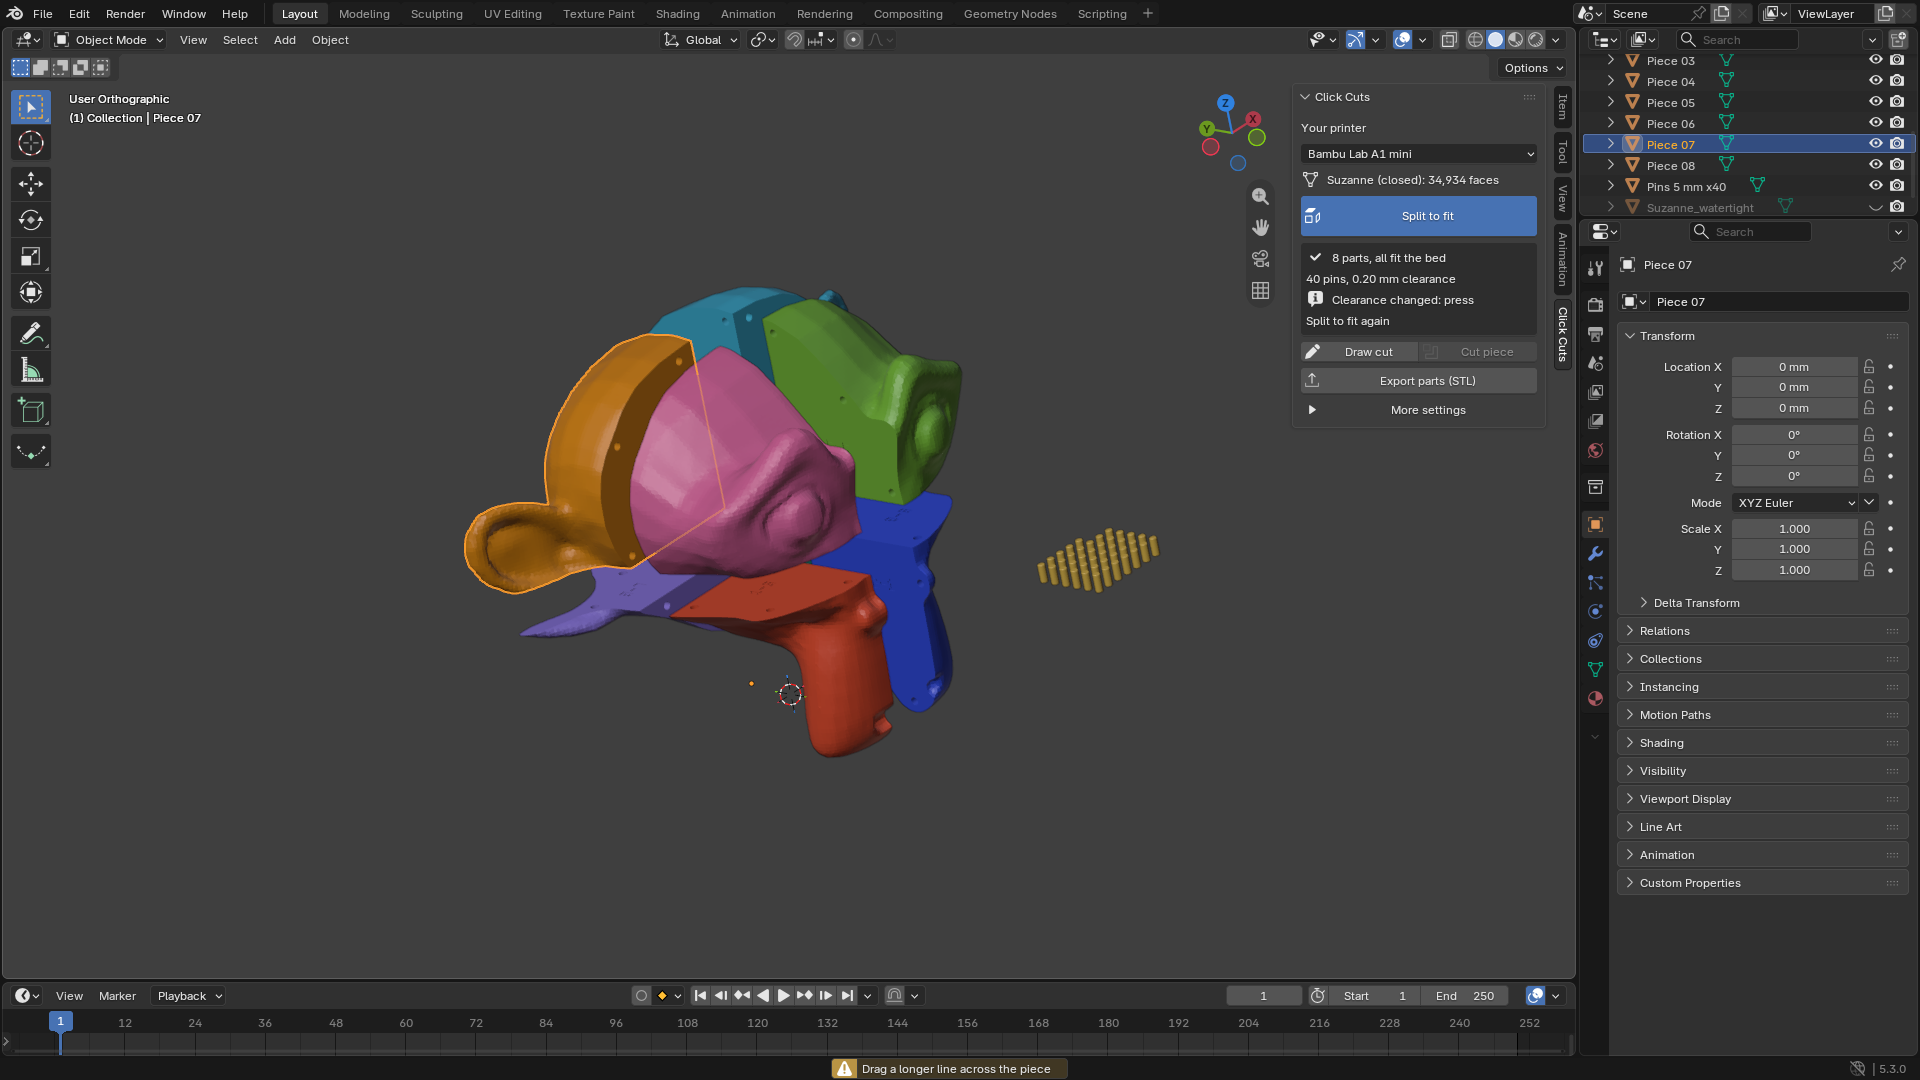 File Edit Render Window Help Layout Modeling Sculpting UV Editing Texture Paint Shading Animation Rendering Compositing Geometry Nodes Scripting + Scene ViewLayer
Object Mode View Select Add Object Global Search
Options
User Orthographic
(1) Collection | Piece 07
Z
X
Y
Click Cuts
Your printer
Bambu Lab A1 mini
Suzanne (closed): 34,934 faces
Split to fit
8 parts, all fit the bed
40 pins, 0.20 mm clearance
Clearance changed: press
Split to fit again
Draw cut Cut piece
Export parts (STL)
More settings
Item
Tool
View
Animation
Click Cuts
Piece 03
Piece 04
Piece 05
Piece 06
Piece 07
Piece 08
Pins 5 mm x40
Suzanne_watertight
Search
Piece 07
Piece 07
Transform
Location X 0 mm
Y 0 mm
Z 0 mm
Rotation X 0°
Y 0°
Z 0°
Mode XYZ Euler
Scale X 1.000
Y 1.000
Z 1.000
Delta Transform
Relations
Collections
Instancing
Motion Paths
Shading
Visibility
Viewport Display
Line Art
Animation
Custom Properties
View Marker Playback 1 Start 1 End 250
1 12 24 36 48 60 72 84 96 108 120 132 144 156 168 180 192 204 216 228 240 252
Drag a longer line across the piece 5.3.0